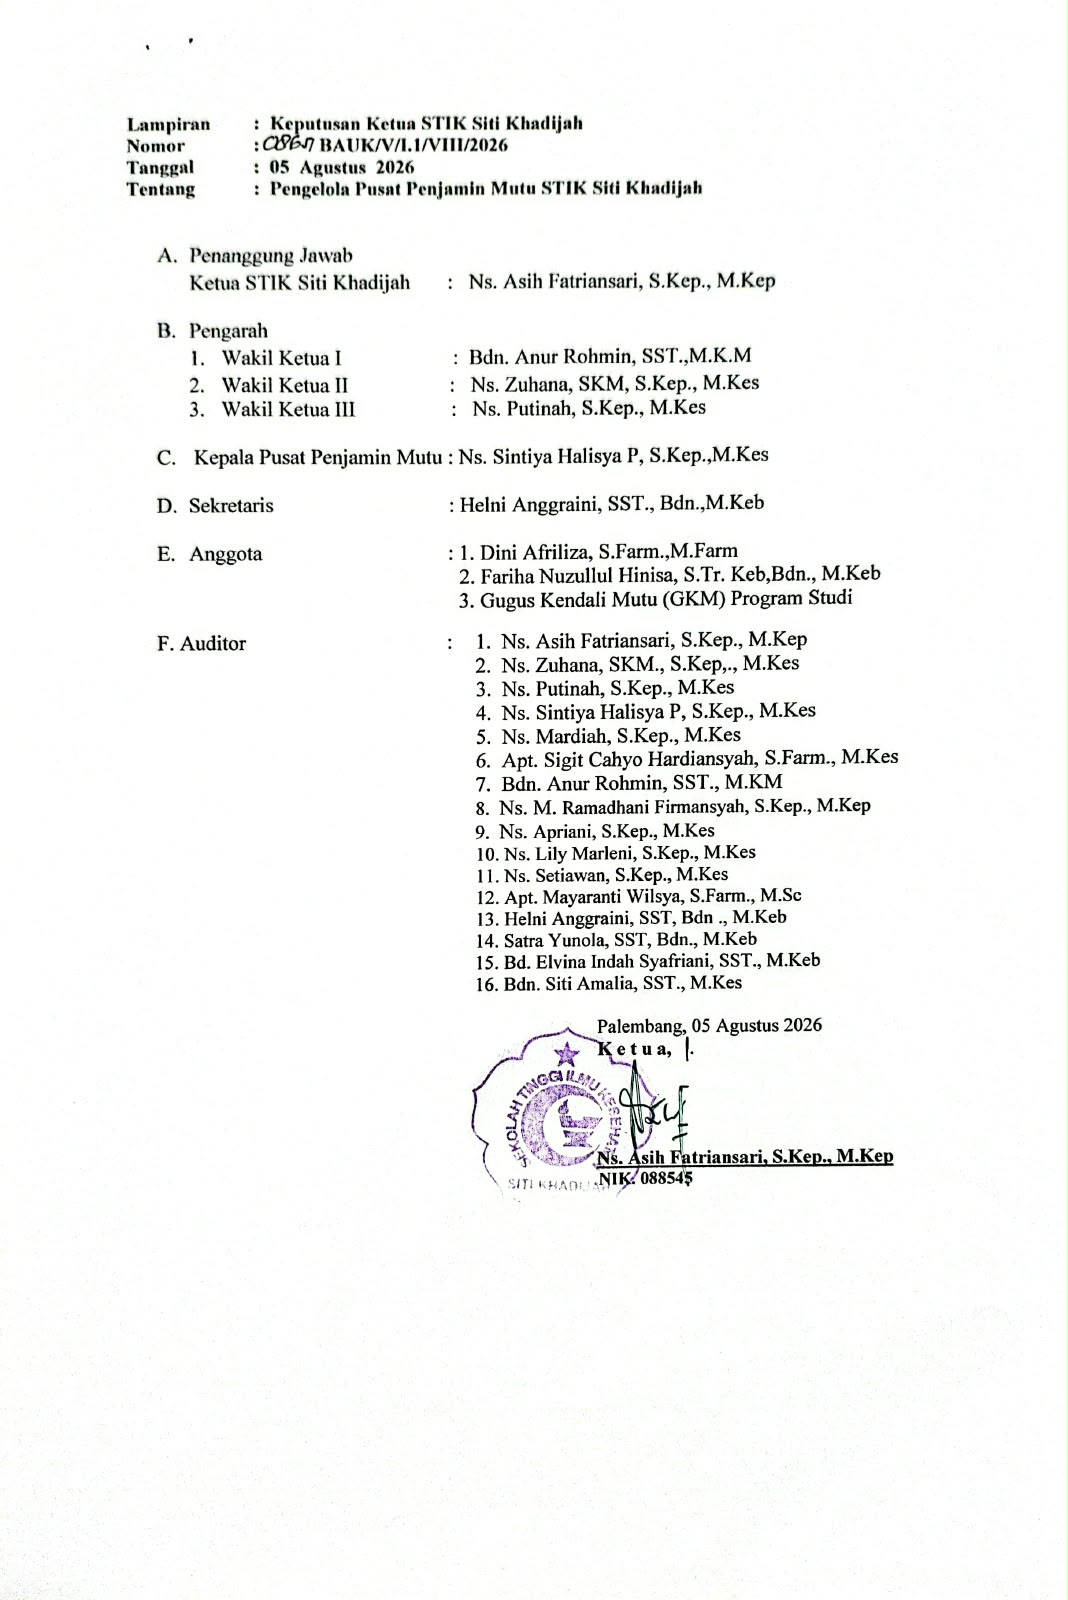 Lampiran : Keputusan Ketua STIK Siti Khadijah
Nomor : BAUK/V/I.1/VIII/2026
Tanggal : 05 Agustus 2026
Tentang : Pengelola Pusat Penjamin Mutu STIK Siti Khadijah
A. Penanggung Jawab
Ketua STIK Siti Khadijah : Ns. Asih Fatriansari, S.Kep., M.Kep
B. Pengarah
1. Wakil Ketua I : Bdn. Anur Rohmin, SST.,M.K.M
2. Wakil Ketua II : Ns. Zuhana, SKM, S.Kep., M.Kes
3. Wakil Ketua III : Ns. Putinah, S.Kep., M.Kes
C. Kepala Pusat Penjamin Mutu : Ns. Sintiya Halisya P, S.Kep.,M.Kes
D. Sekretaris : Helni Anggraini, SST., Bdn.,M.Keb
E. Anggota : 1. Dini Afriliza, S.Farm.,M.Farm
2. Fariha Nuzullul Hinisa, S.Tr. Keb,Bdn., M.Keb
3. Gugus Kendali Mutu (GKM) Program Studi
F. Auditor : 1. Ns. Asih Fatriansari, S.Kep., M.Kep
2. Ns. Zuhana, SKM., S.Kep,., M.Kes
3. Ns. Putinah, S.Kep., M.Kes
4. Ns. Sintiya Halisya P, S.Kep., M.Kes
5. Ns. Mardiah, S.Kep., M.Kes
6. Apt. Sigit Cahyo Hardiansyah, S.Farm., M.Kes
7. Bdn. Anur Rohmin, SST., M.KM
8. Ns. M. Ramadhani Firmansyah, S.Kep., M.Kep
9. Ns. Apriani, S.Kep., M.Kes
10. Ns. Lily Marleni, S.Kep., M.Kes
11. Ns. Setiawan, S.Kep., M.Kes
12. Apt. Mayaranti Wilsya, S.Farm., M.Sc
13. Helni Anggraini, SST, Bdn ., M.Keb
14. Satra Yunola, SST, Bdn., M.Keb
15. Bd. Elvina Indah Syafriani, SST., M.Keb
16. Bdn. Siti Amalia, SST., M.Kes
Palembang, 05 Agustus 2026
Ketua,
SEKOLAH TINGGI ILMU KESEHATAN
SITI KHADIJAH
Ns. Asih Fatriansari, S.Kep., M.Kep
NIK. 088545